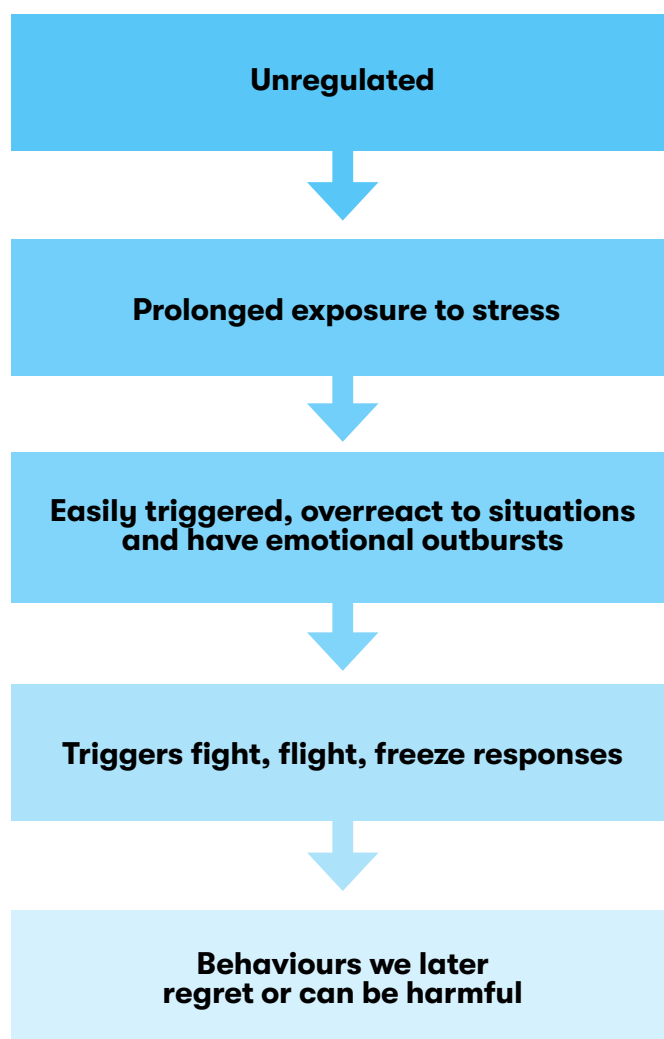 Unregulated
Prolonged exposure to stress
Easily triggered, overreact to situations
and have emotional outbursts
Triggers fight, flight, freeze responses
Behaviours we later
regret or can be harmful